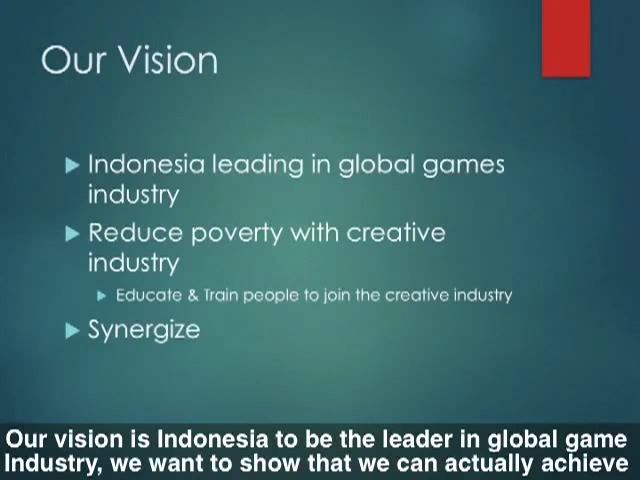 Our Vision
Indonesia leading in global games
industry
Reduce poverty with creative
industry
Educate & Train people to join the creative industry
Synergize
Our vision is Indonesia to be the leader in global game
Industry, we want to show that we can actually achieve